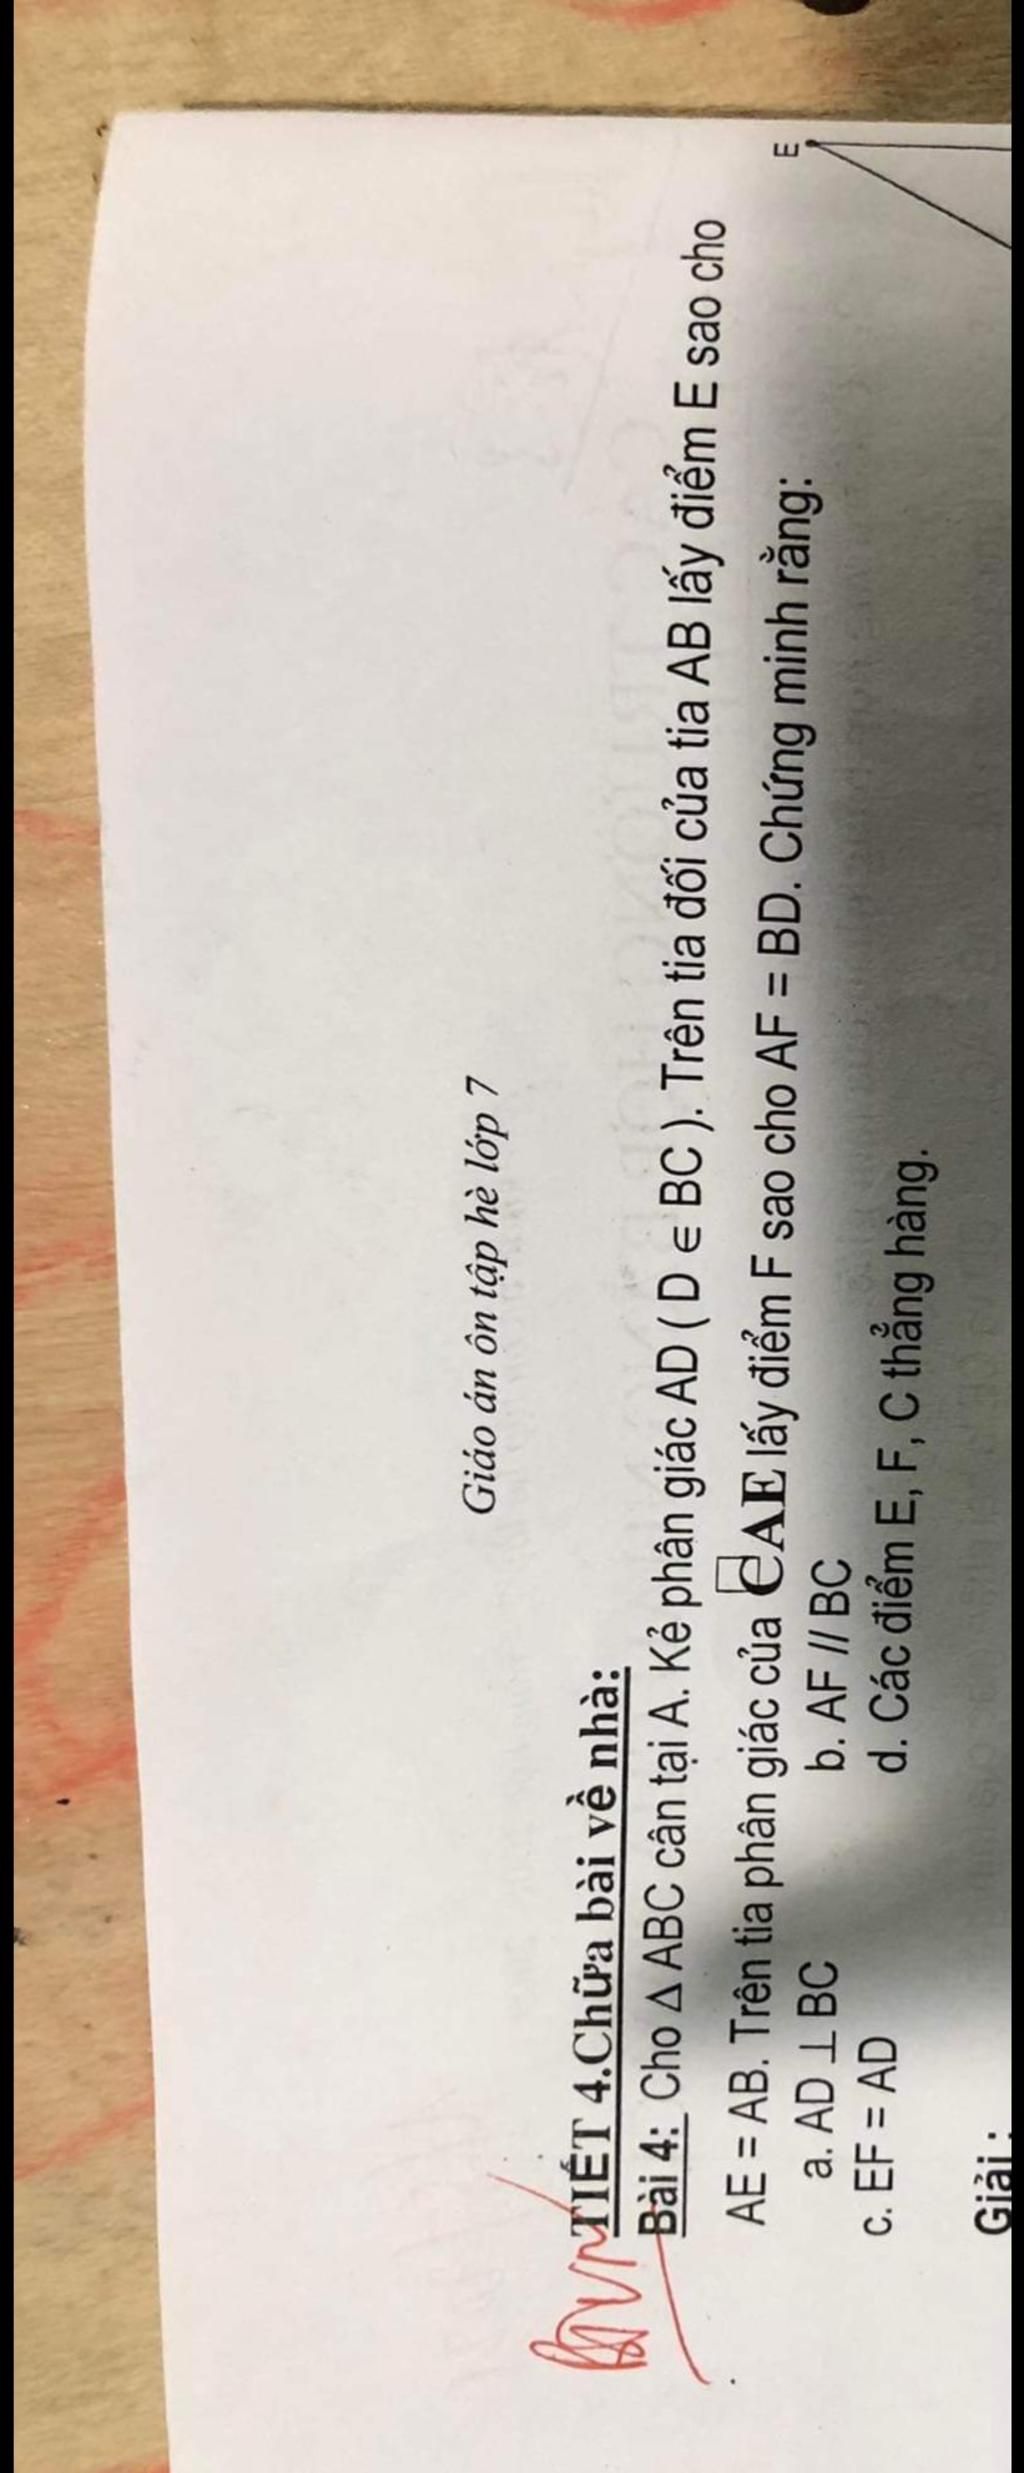 Giáo án ôn tập hè lớp 7
TIẾT 4.Chữa bài về nhà:
Bài 4: Cho Δ ABC cân tại A. Kẻ phân giác AD ( D ∈ BC ). Trên tia đối của tia AB lấy điểm E sao cho
AE = AB. Trên tia phân giác của CAE lấy điểm F sao cho AF = BD. Chứng minh rằng:
a. AD ⊥ BC b. AF // BC
c. EF = AD d. Các điểm E, F, C thẳng hàng.
E
Giải :